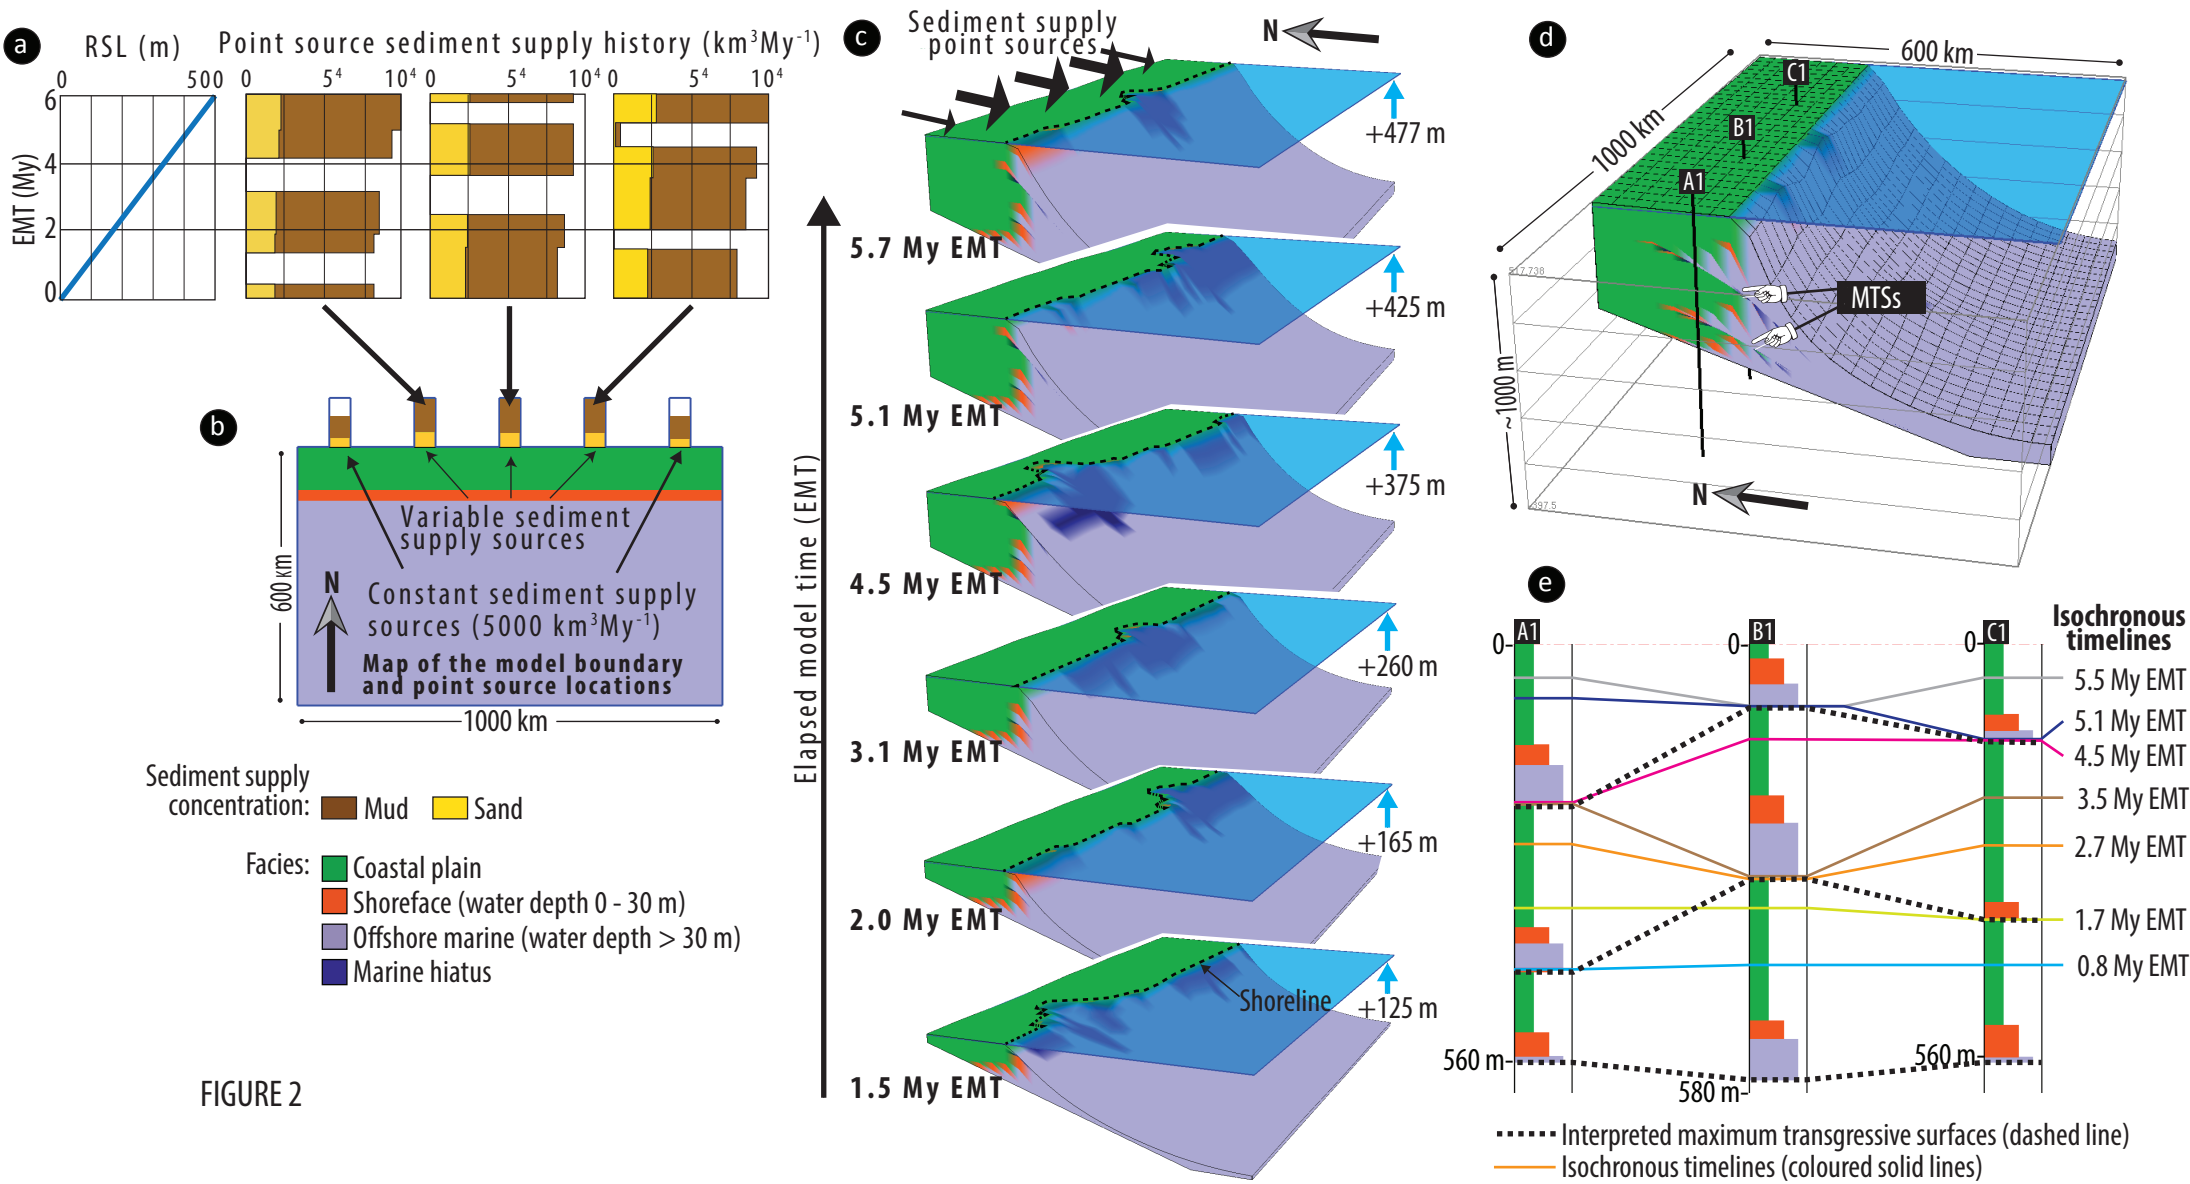 a
RSL (m)
Point source sediment supply history (km³My⁻¹)
0 500
0 5⁴ 10⁴
0 5⁴ 10⁴
0 5⁴ 10⁴
EMT (My)
6
4
2
0
b
Variable sediment
supply sources
N
Constant sediment supply
sources (5000 km³My⁻¹)
Map of the model boundary
and point source locations
600 km
1000 km
Sediment supply
concentration:
Mud
Sand
Facies:
Coastal plain
Shoreface (water depth 0 - 30 m)
Offshore marine (water depth > 30 m)
Marine hiatus
FIGURE 2
c
Sediment supply
point sources
N
Elapsed model time (EMT)
+477 m
5.7 My EMT
+425 m
5.1 My EMT
+375 m
4.5 My EMT
+260 m
3.1 My EMT
+165 m
2.0 My EMT
Shoreline
+125 m
1.5 My EMT
d
600 km
1000 km
C1
B1
A1
517.738
MTSs
~1000 m
N
397.5
e
Isochronous
timelines
A1
B1
C1
0
0
0
5.5 My EMT
5.1 My EMT
4.5 My EMT
3.5 My EMT
2.7 My EMT
1.7 My EMT
0.8 My EMT
560 m
580 m
560 m
Interpreted maximum transgressive surfaces (dashed line)
Isochronous timelines (coloured solid lines)